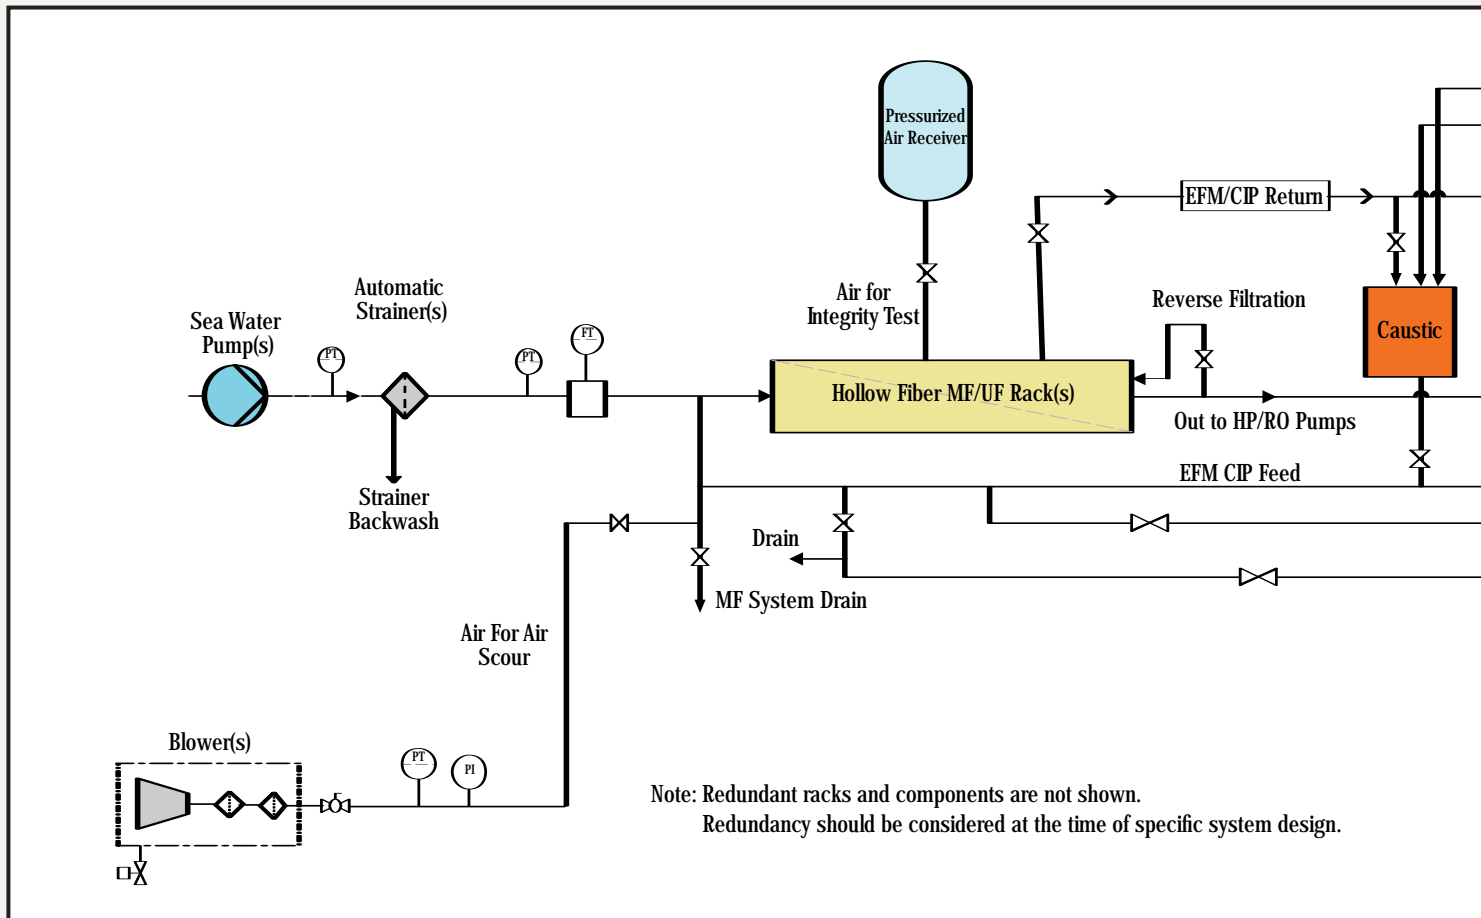 Pressurized
Air Receiver
EFM/CIP Return
Automatic
Strainer(s)
Air for
Integrity Test
Reverse Filtration
Sea Water
Pump(s)
Caustic
PT
PT
FT
Hollow Fiber MF/UF Rack(s)
Out to HP/RO Pumps
EFM CIP Feed
Strainer
Backwash
Drain
MF System Drain
Air For Air
Scour
Blower(s)
PT
PI
Note: Redundant racks and components are not shown.
Redundancy should be considered at the time of specific system design.